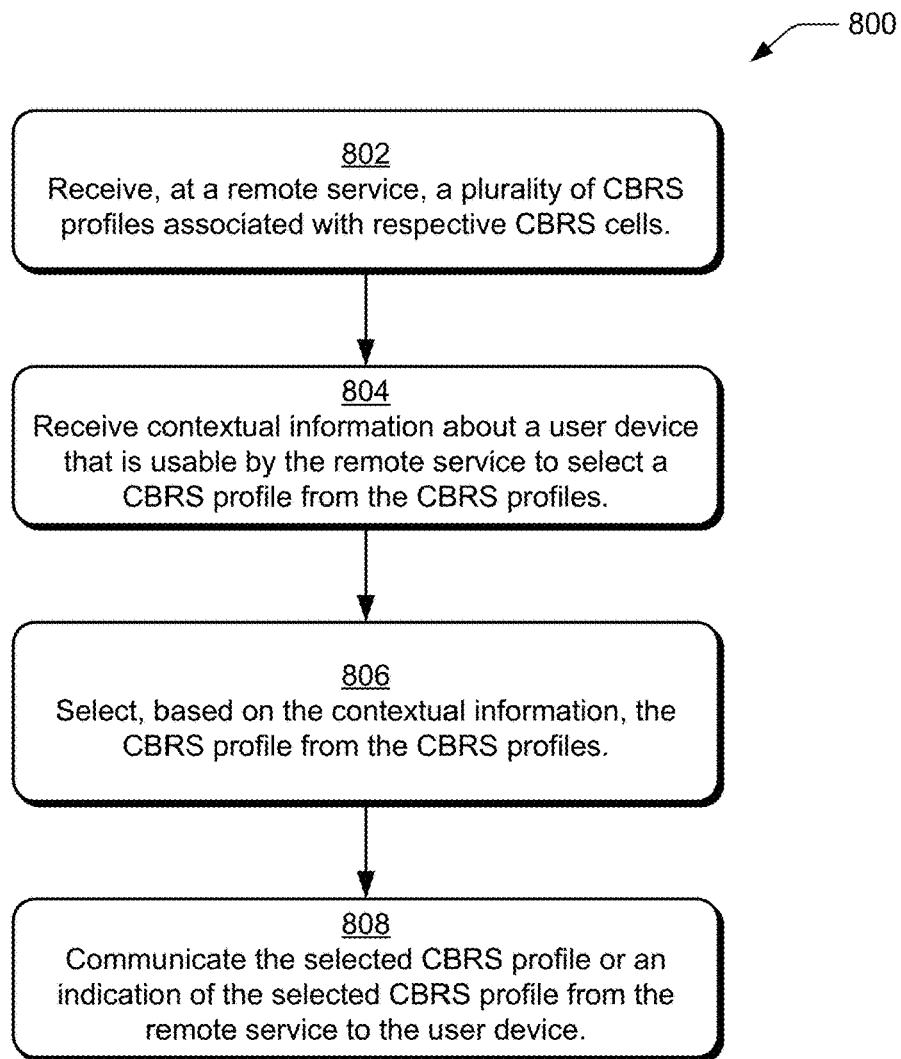 800
802
Receive, at a remote service, a plurality of CBRS
profiles associated with respective CBRS cells.
804
Receive contextual information about a user device
that is usable by the remote service to select a
CBRS profile from the CBRS profiles.
806
Select, based on the contextual information, the
CBRS profile from the CBRS profiles.
808
Communicate the selected CBRS profile or an
indication of the selected CBRS profile from the
remote service to the user device.